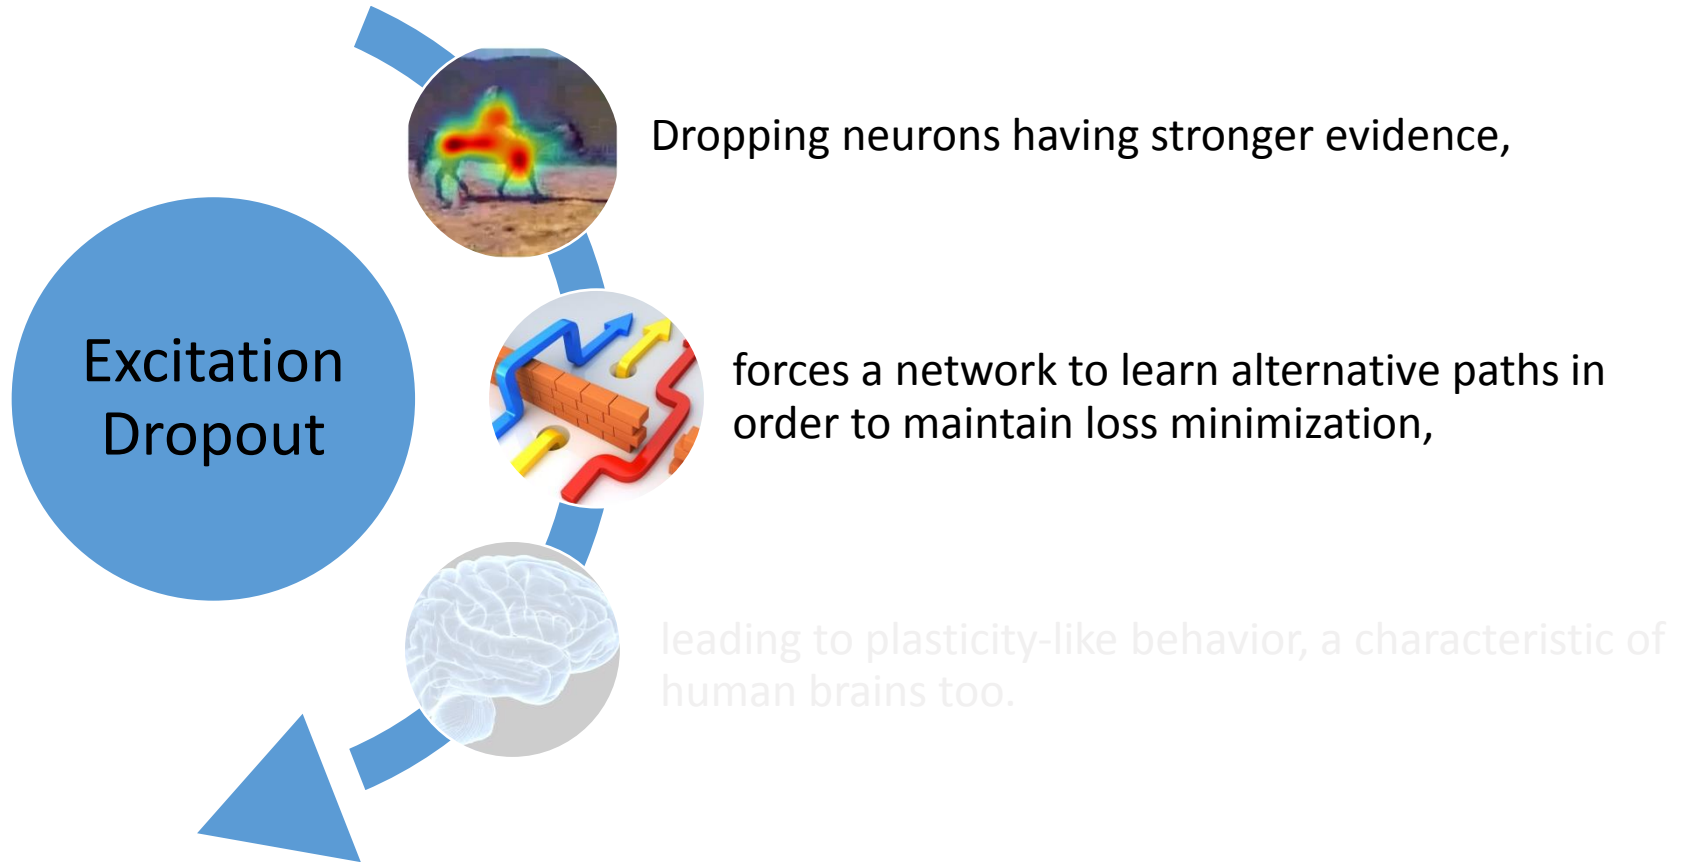 Excitation
Dropout
Dropping neurons having stronger evidence,
forces a network to learn alternative paths in
order to maintain loss minimization,
leading to plasticity-like behavior, a characteristic of
human brains too.